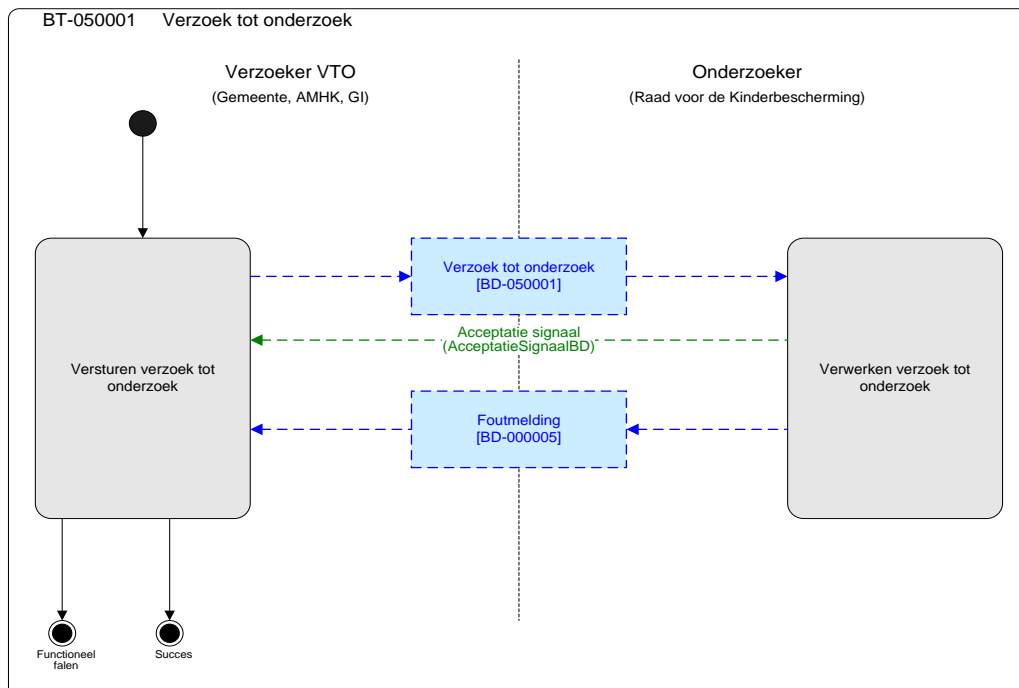 BT-050001 Verzoek tot onderzoek
Verzoeker VTO
(Gemeente, AMHK, GI)
Onderzoeker
(Raad voor de Kinderbescherming)
Verzoek tot onderzoek
[BD-050001]
Acceptatie signaal
(AcceptatieSignaalBD)
Versturen verzoek tot
onderzoek
Verwerken verzoek tot
onderzoek
Foutmelding
[BD-000005]
Functioneel
falen
Succes